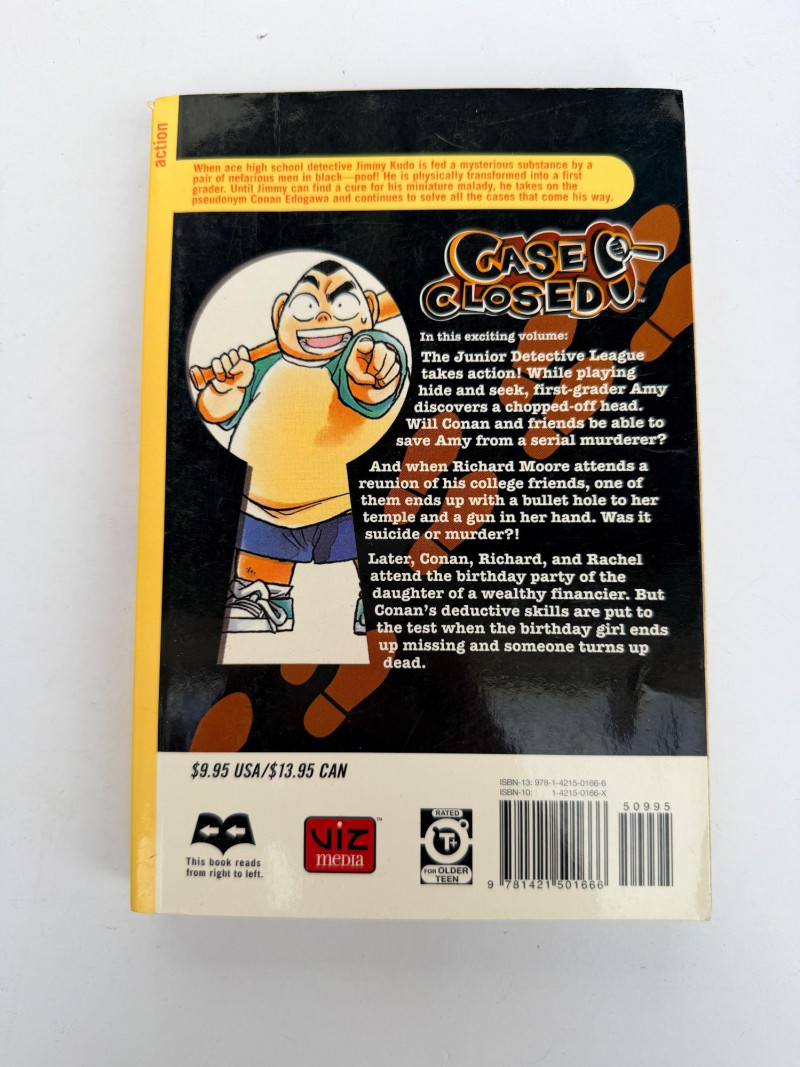 action
When ace high school detective Jimmy Kudo is fed a mysterious substance by a
pair of nefarious men in black—poof! He is physically transformed into a first
grader. Until Jimmy can find a cure for his miniature malady, he takes on the
pseudonym Conan Edogawa and continues to solve all the cases that come his way.
CASE
CLOSED
™
In this exciting volume:
The Junior Detective League
takes action! While playing
hide and seek, first-grader Amy
discovers a chopped-off head.
Will Conan and friends be able to
save Amy from a serial murderer?
And when Richard Moore attends a
reunion of his college friends, one of
them ends up with a bullet hole to her
temple and a gun in her hand. Was it
suicide or murder?!
Later, Conan, Richard, and Rachel
attend the birthday party of the
daughter of a wealthy financier. But
Conan's deductive skills are put to
the test when the birthday girl ends
up missing and someone turns up
dead.
$9.95 USA/$13.95 CAN
This book reads
from right to left.
VIZ
MEDIA
™
RATED
T+
FOR OLDER
TEEN
ISBN-13: 978-1-4215-0166-6
ISBN-10: 1-4215-0166-X
50995
9 781421 501666